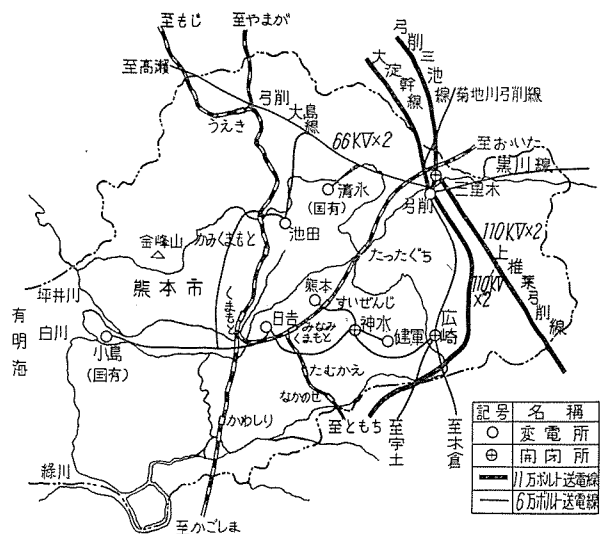 至もじ
至やまが
至高瀬
弓削
うえき
大島線
66KV×2
大淀幹線
弓削三池線
菊地川弓削線
至おゝいた
黒川線
三里木
弓削
清水
(国有)
池田
かみくまもと
金峰山
坪井川
熊本市
白川
有明海
小島
(国有)
くまもと
日吉
熊本
すいぜんじ
みなみ
くまもと
神水
健軍
広崎
たったぐち
110KV×2
110KV
×2
上椎葉弓削線
たむかえ
なかのせ
至ともち
至宇土
至木倉
かわしり
緑川
至かごしま
記号 名稱
変電所
開閉所
11万ボルト送電線
6万ボルト送電線